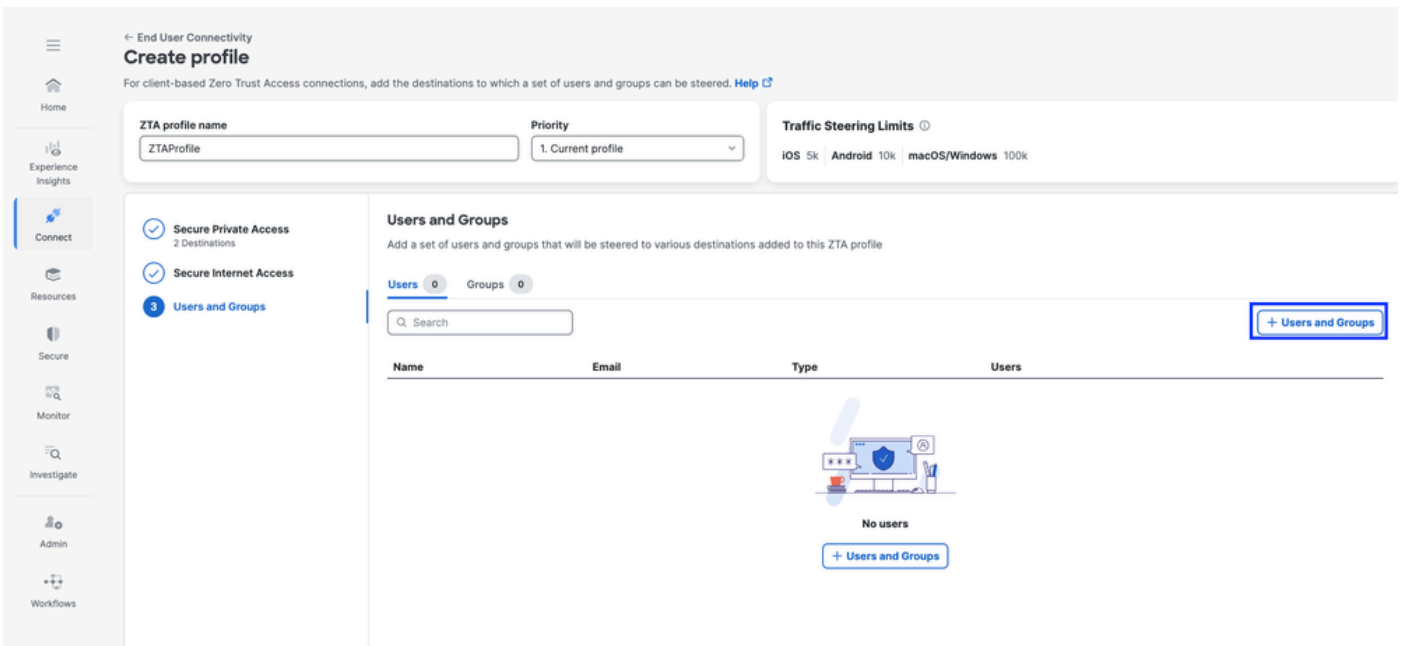 ← End User Connectivity
Create profile
For client-based Zero Trust Access connections, add the destinations to which a set of users and groups can be steered. Help
Home
Experience
Insights
Connect
Resources
Secure
Monitor
Investigate
Admin
Workflows
ZTA profile name
ZTAProfile
Priority
1. Current profile
Traffic Steering Limits
iOS 5k Android 10k macOS/Windows 100k
Secure Private Access
2 Destinations
Secure Internet Access
3 Users and Groups
Users and Groups
Add a set of users and groups that will be steered to various destinations added to this ZTA profile
Users 0 Groups 0
Search
+ Users and Groups
Name Email Type Users
***
No users
+ Users and Groups